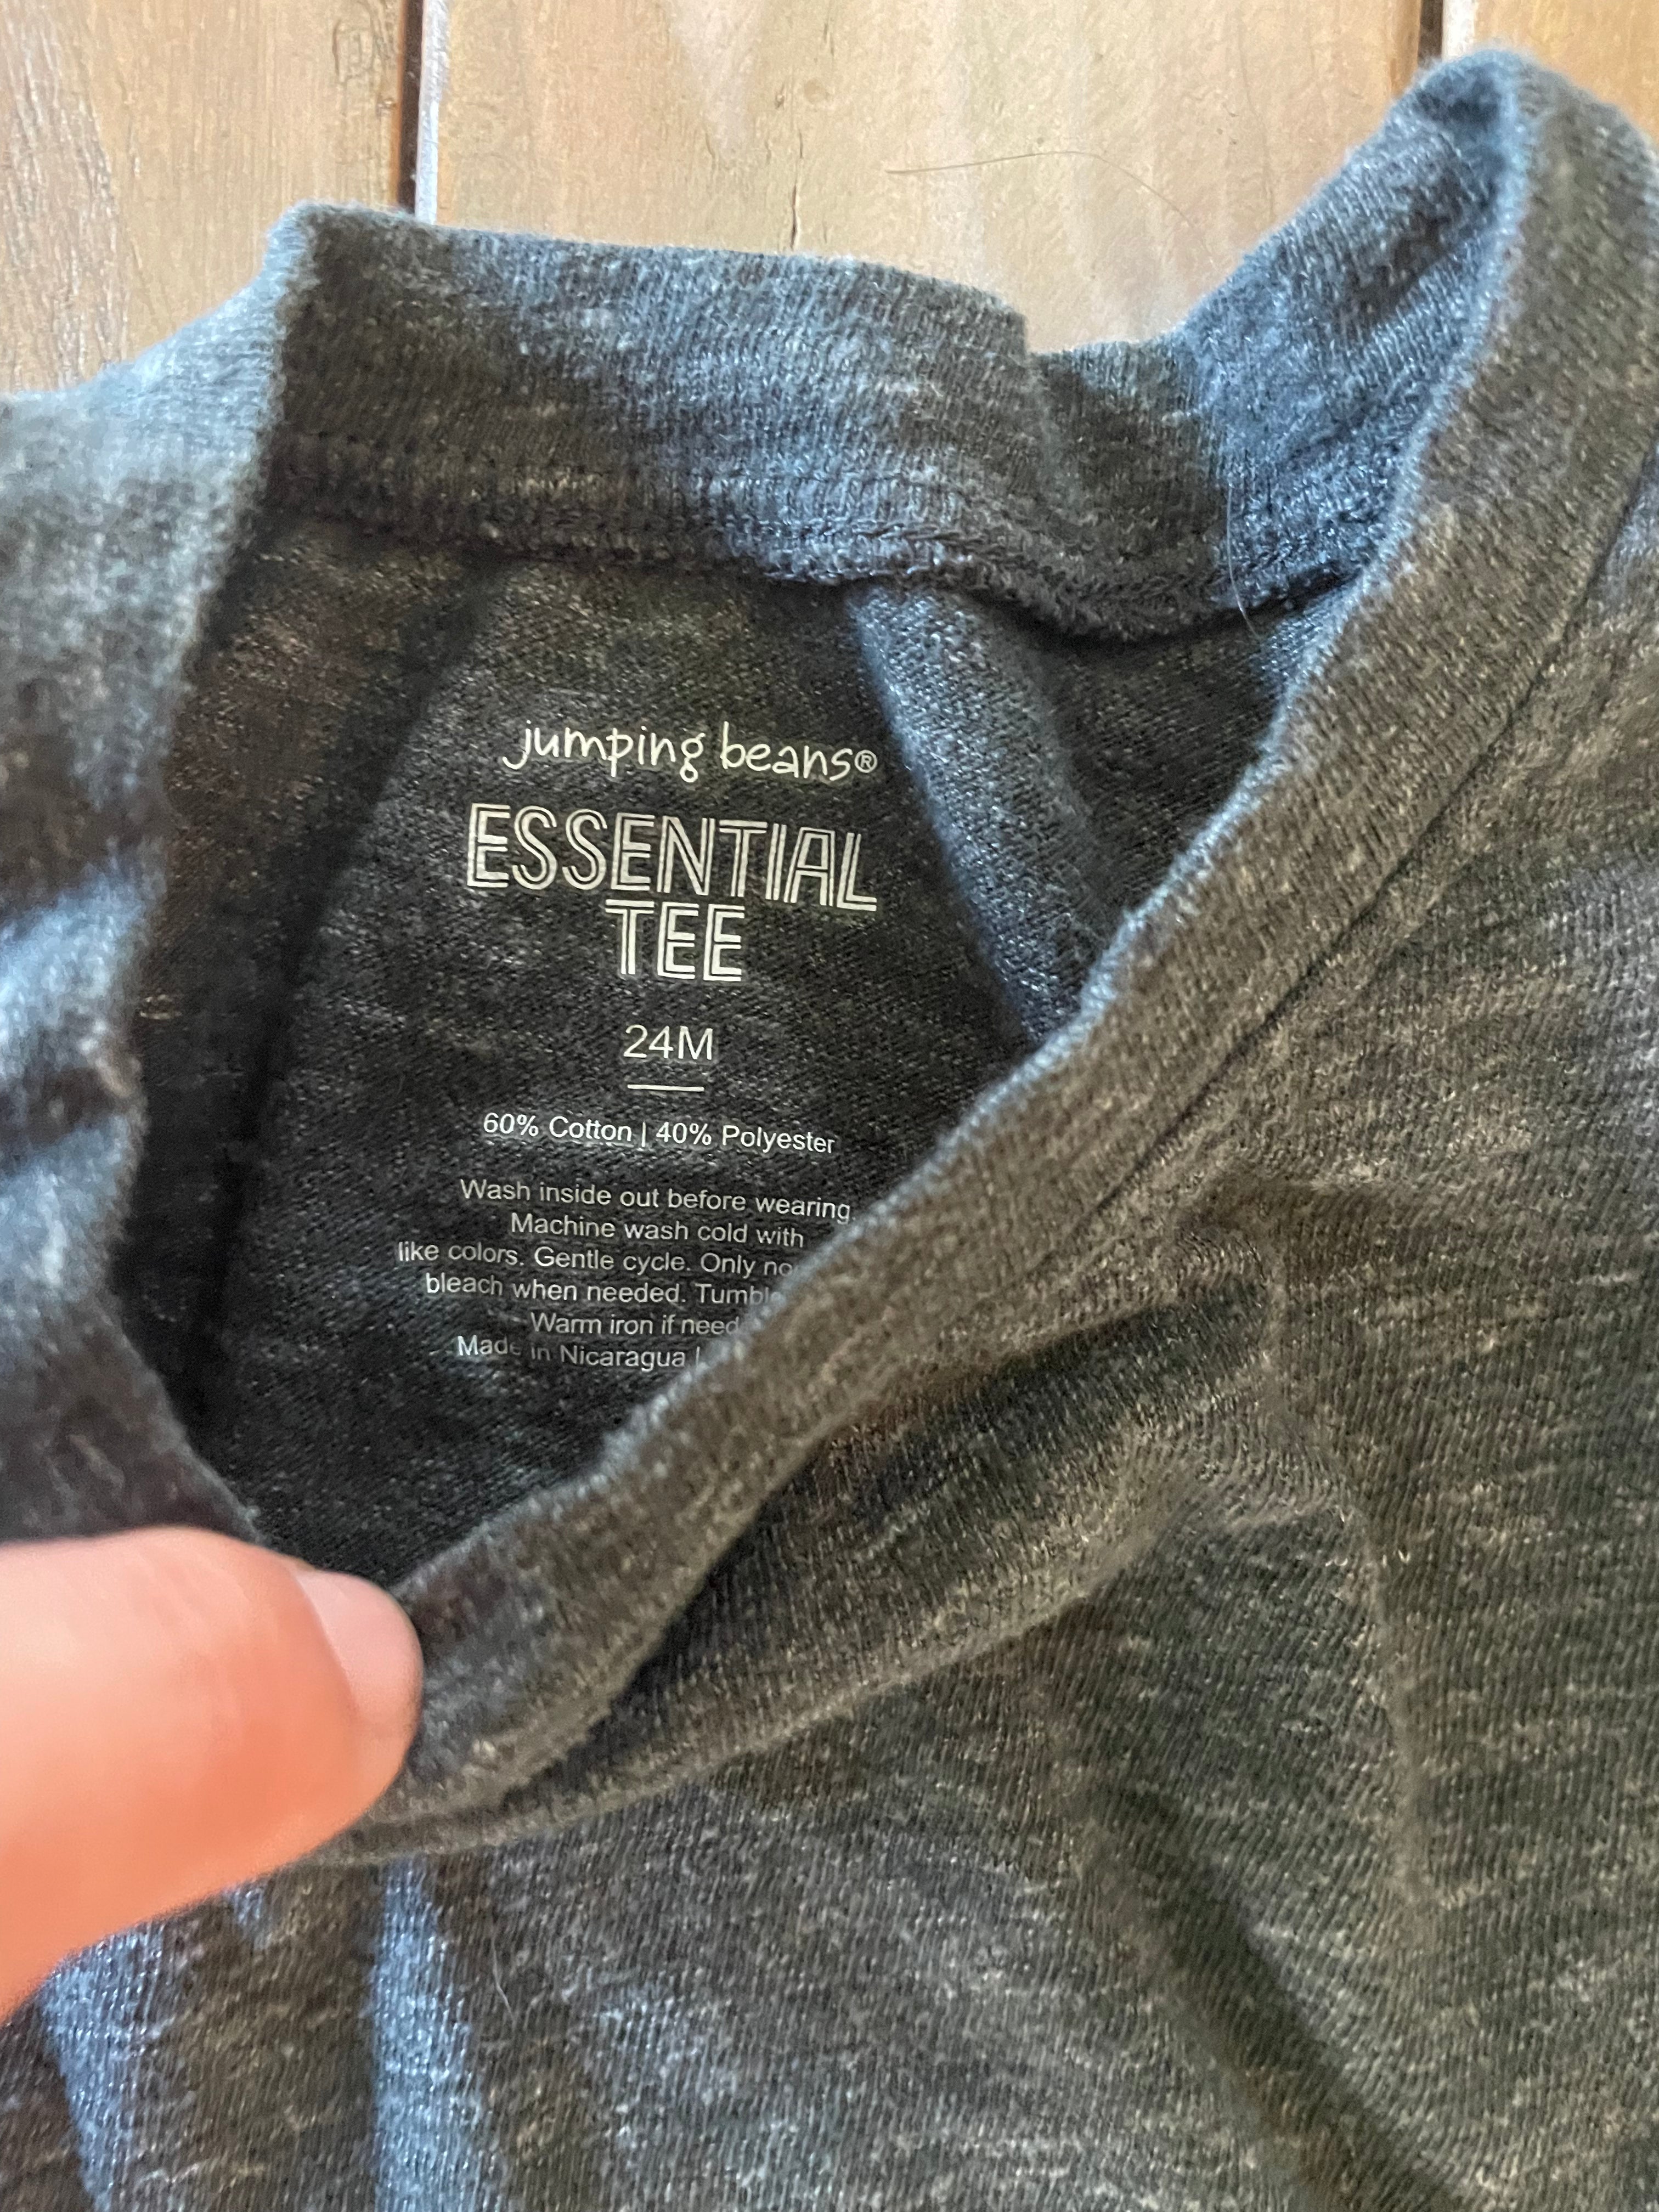 jumping beans®
ESSENTIAL
TEE
24M
60% Cotton | 40% Polyester
Wash inside out before wearing.
Machine wash cold with
like colors. Gentle cycle. Only
bleach when needed.
Warm iron if
Made in Nicaragua |